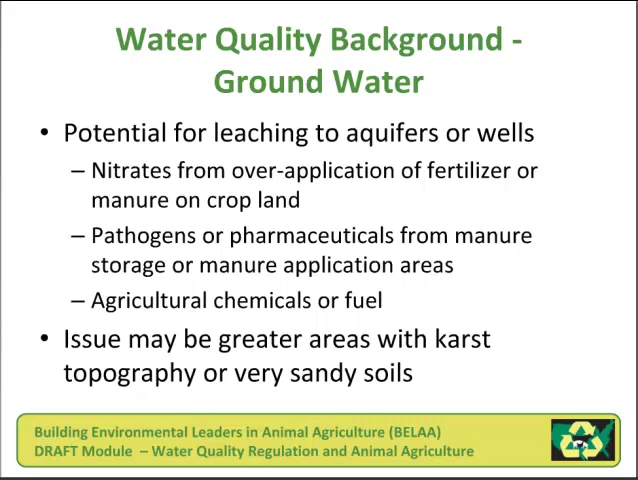 Water Quality Background -
Ground Water
• Potential for leaching to aquifers or wells
– Nitrates from over-application of fertilizer or
manure on crop land
– Pathogens or pharmaceuticals from manure
storage or manure application areas
– Agricultural chemicals or fuel
• Issue may be greater areas with karst
topography or very sandy soils
Building Environmental Leaders in Animal Agriculture (BELAA)
DRAFT Module – Water Quality Regulation and Animal Agriculture